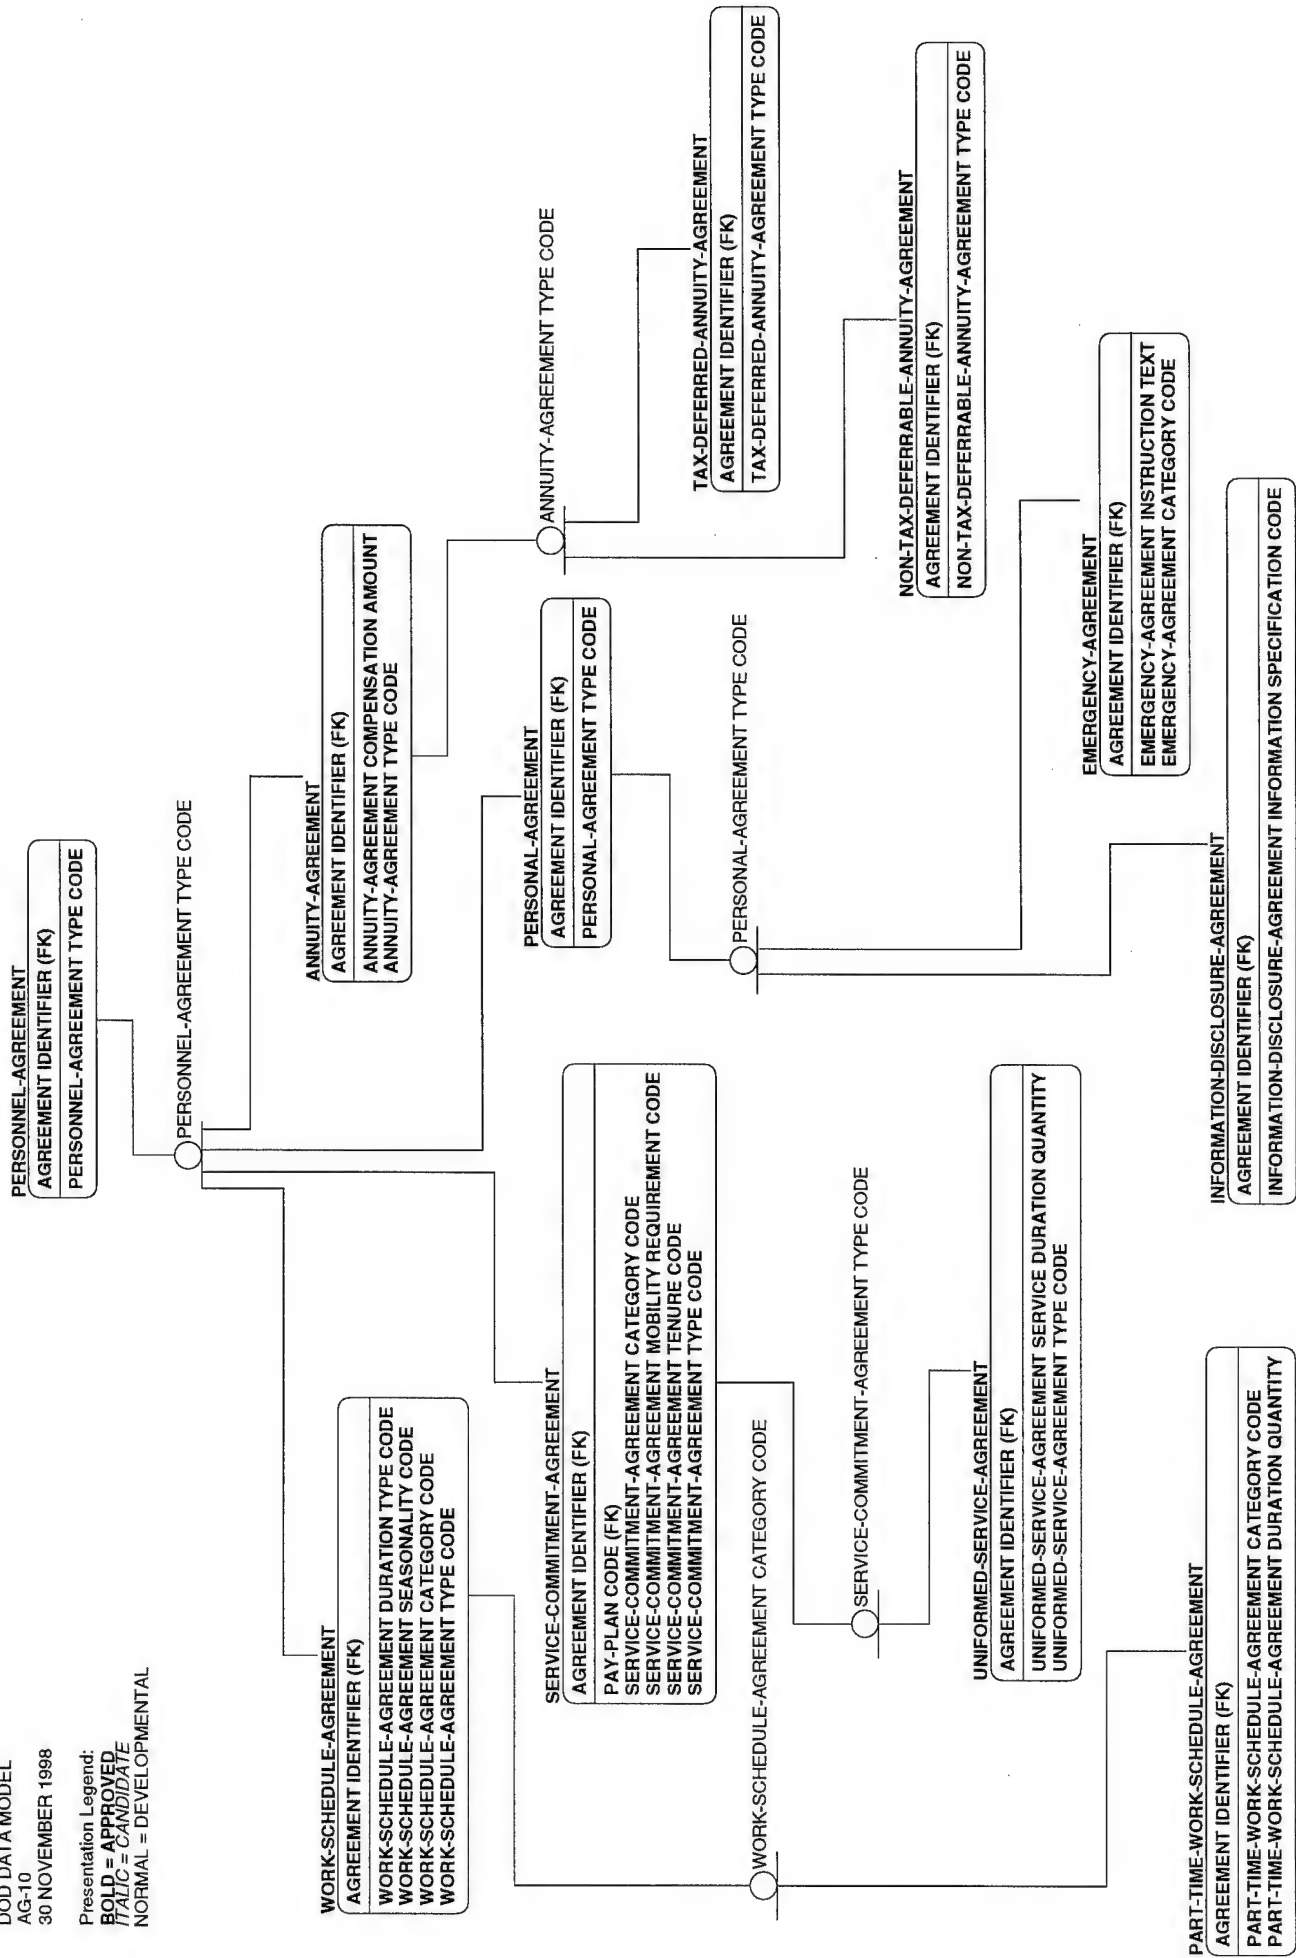 DOD DATA MODEL
AG-10
30 NOVEMBER 1998
Presentation Legend:
BOLD = APPROVED
ITALIC = CANDIDATE
NORMAL = DEVELOPMENTAL
PERSONNEL-AGREEMENT
AGREEMENT IDENTIFIER (FK)
PERSONNEL-AGREEMENT TYPE CODE
PERSONNEL-AGREEMENT TYPE CODE
WORK-SCHEDULE-AGREEMENT
AGREEMENT IDENTIFIER (FK)
WORK-SCHEDULE-AGREEMENT DURATION TYPE CODE
WORK-SCHEDULE-AGREEMENT SEASONALITY CODE
WORK-SCHEDULE-AGREEMENT CATEGORY CODE
WORK-SCHEDULE-AGREEMENT TYPE CODE
ANNUITY-AGREEMENT
AGREEMENT IDENTIFIER (FK)
ANNUITY-AGREEMENT COMPENSATION AMOUNT
ANNUITY-AGREEMENT TYPE CODE
SERVICE-COMMITMENT-AGREEMENT
AGREEMENT IDENTIFIER (FK)
PAY-PLAN CODE (FK)
SERVICE-COMMITMENT-AGREEMENT CATEGORY CODE
SERVICE-COMMITMENT-AGREEMENT MOBILITY REQUIREMENT CODE
SERVICE-COMMITMENT-AGREEMENT TENURE CODE
SERVICE-COMMITMENT-AGREEMENT TYPE CODE
PERSONAL-AGREEMENT
AGREEMENT IDENTIFIER (FK)
PERSONAL-AGREEMENT TYPE CODE
ANNUITY-AGREEMENT TYPE CODE
TAX-DEFERRED-ANNUITY-AGREEMENT
AGREEMENT IDENTIFIER (FK)
TAX-DEFERRED-ANNUITY-AGREEMENT TYPE CODE
WORK-SCHEDULE-AGREEMENT CATEGORY CODE
PERSONAL-AGREEMENT TYPE CODE
SERVICE-COMMITMENT-AGREEMENT TYPE CODE
NON-TAX-DEFERRABLE-ANNUITY-AGREEMENT
AGREEMENT IDENTIFIER (FK)
NON-TAX-DEFERRABLE-ANNUITY-AGREEMENT TYPE CODE
UNIFORMED-SERVICE-AGREEMENT
AGREEMENT IDENTIFIER (FK)
UNIFORMED-SERVICE-AGREEMENT SERVICE DURATION QUANTITY
UNIFORMED-SERVICE-AGREEMENT TYPE CODE
EMERGENCY-AGREEMENT
AGREEMENT IDENTIFIER (FK)
EMERGENCY-AGREEMENT INSTRUCTION TEXT
EMERGENCY-AGREEMENT CATEGORY CODE
PART-TIME-WORK-SCHEDULE-AGREEMENT
AGREEMENT IDENTIFIER (FK)
PART-TIME-WORK-SCHEDULE-AGREEMENT CATEGORY CODE
PART-TIME-WORK-SCHEDULE-AGREEMENT DURATION QUANTITY
INFORMATION-DISCLOSURE-AGREEMENT
AGREEMENT IDENTIFIER (FK)
INFORMATION-DISCLOSURE-AGREEMENT INFORMATION SPECIFICATION CODE